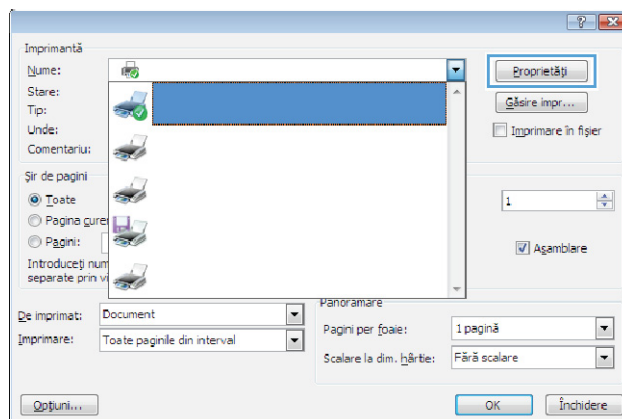 Imprimantă
Nume:
Proprietăți
Stare:
Tip:
Găsire impr...
Unde:
Imprimare în fișier
Comentariu:
Șir de pagini
Toate
1
Pagina curen
Pagini:
Asamblare
Introduceți num
separate prin vi
De imprimat: Document
Imprimare: Toate paginile din interval
Panoramare
Pagini per foaie: 1 pagină
Scalare la dim. hârtie: Fără scalare
Opțiuni...
OK
Închidere